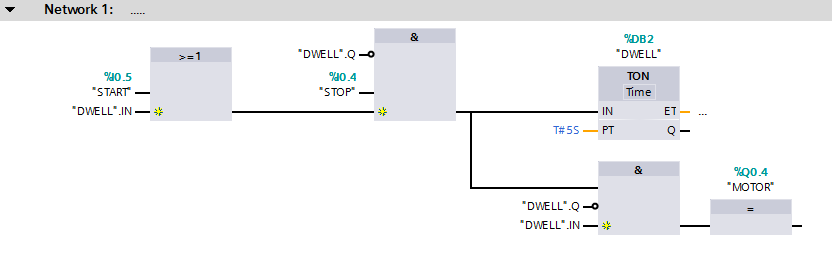 Network 1: .....
&
%DB2
"DWELL".Q
"DWELL"
>=1
TON
%I0.5
%I0.4
Time
"START"
"STOP"
"DWELL".IN
IN
ET
...
T#5S
PT
Q
&
%Q0.4
"MOTOR"
"DWELL".Q
=
"DWELL".IN